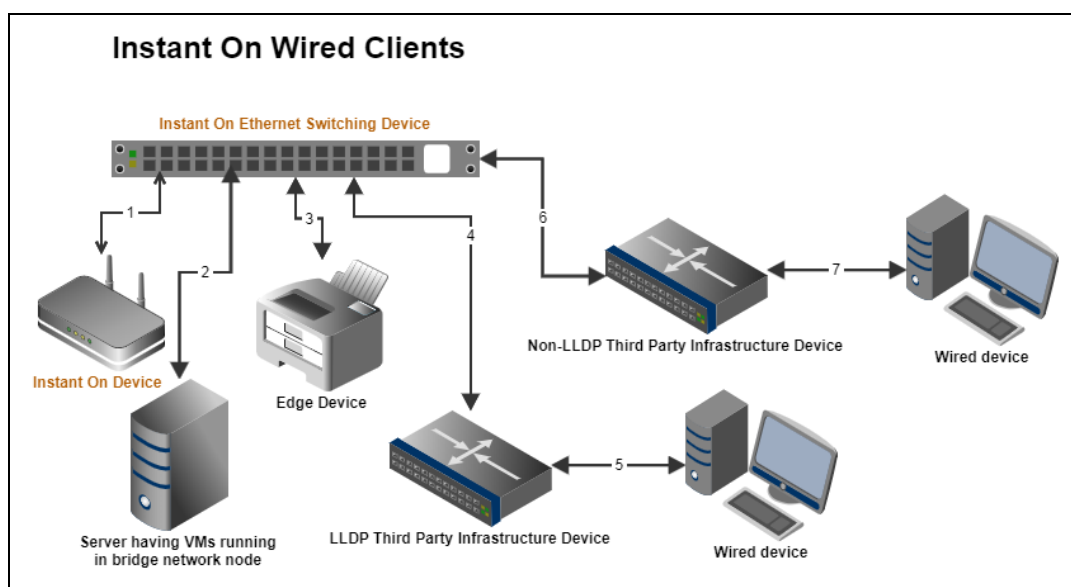 Instant On Wired Clients
Instant On Ethernet Switching Device
1
2
3
4
6
7
Instant On Device
Edge Device
Non-LLDP Third Party Infrastructure Device
Wired device
5
Server having VMs running
in bridge network node
LLDP Third Party Infrastructure Device
Wired device